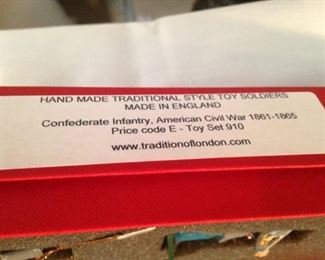 HAND MADE TRADITIONAL STYLE TOY SOLDIERS
MADE IN ENGLAND
Confederate Infantry, American Civil War 1861-1865
Price code E - Toy Set 910
www.traditionoflondon.com